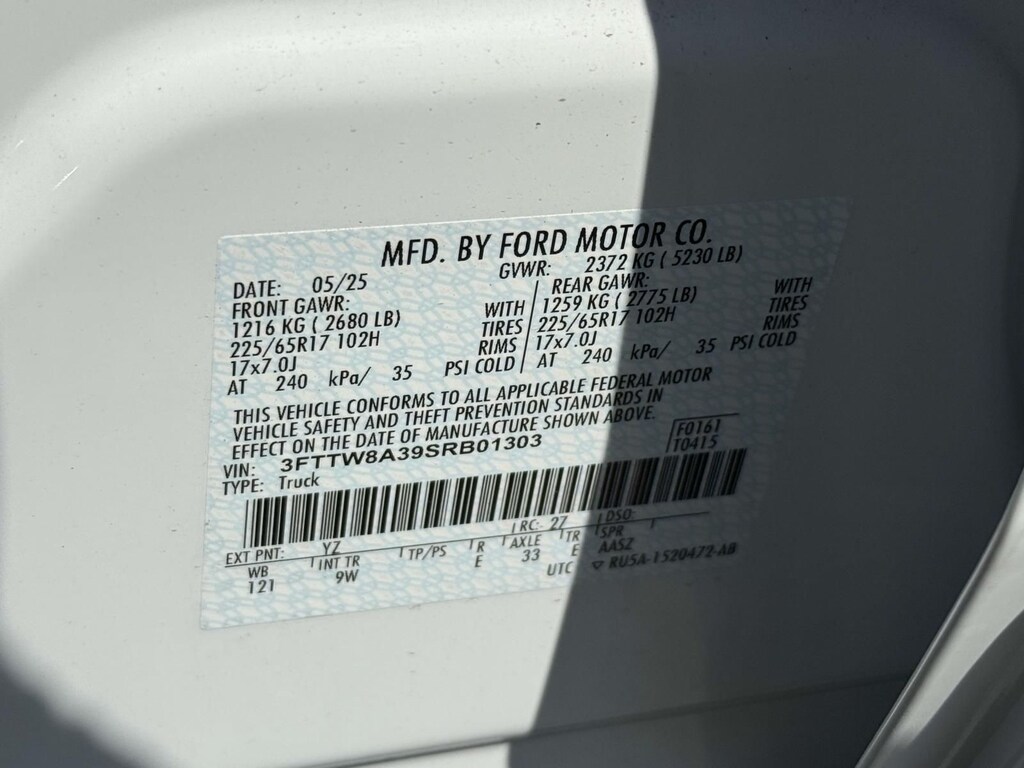 MFD. BY FORD MOTOR CO.
DATE: 05/25 GVWR: 2372 KG ( 5230 LB)
FRONT GAWR: REAR GAWR:
1216 KG ( 2680 LB) WITH 1259 KG ( 2775 LB) WITH
225/65R17 102H TIRES 225/65R17 102H TIRES
17x7.0J RIMS 17x7.0J RIMS
AT 240 kPa/ 35 PSI COLD AT 240 kPa/ 35 PSI COLD
THIS VEHICLE CONFORMS TO ALL APPLICABLE FEDERAL MOTOR
VEHICLE SAFETY AND THEFT PREVENTION STANDARDS IN
EFFECT ON THE DATE OF MANUFACTURE SHOWN ABOVE.
VIN: 3FTTW8A39SRB01303 F0161
TYPE: Truck T0415
EXT PNT: YZ RC: 27 DSO:
WB INT TR TP/PS R AXLE TR SPR
121 9W E 33 E AASZ
UTC ▽ RU5A-1520472-AB